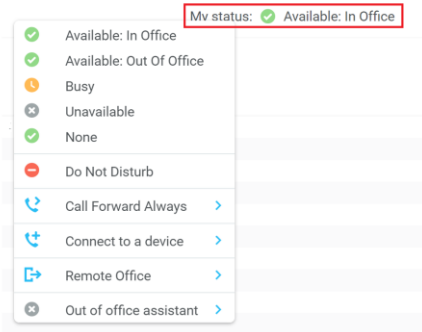 My status: Available: In Office
Available: In Office
Available: Out Of Office
Busy
Unavailable
None
Do Not Disturb
Call Forward Always
Connect to a device
Remote Office
Out of office assistant